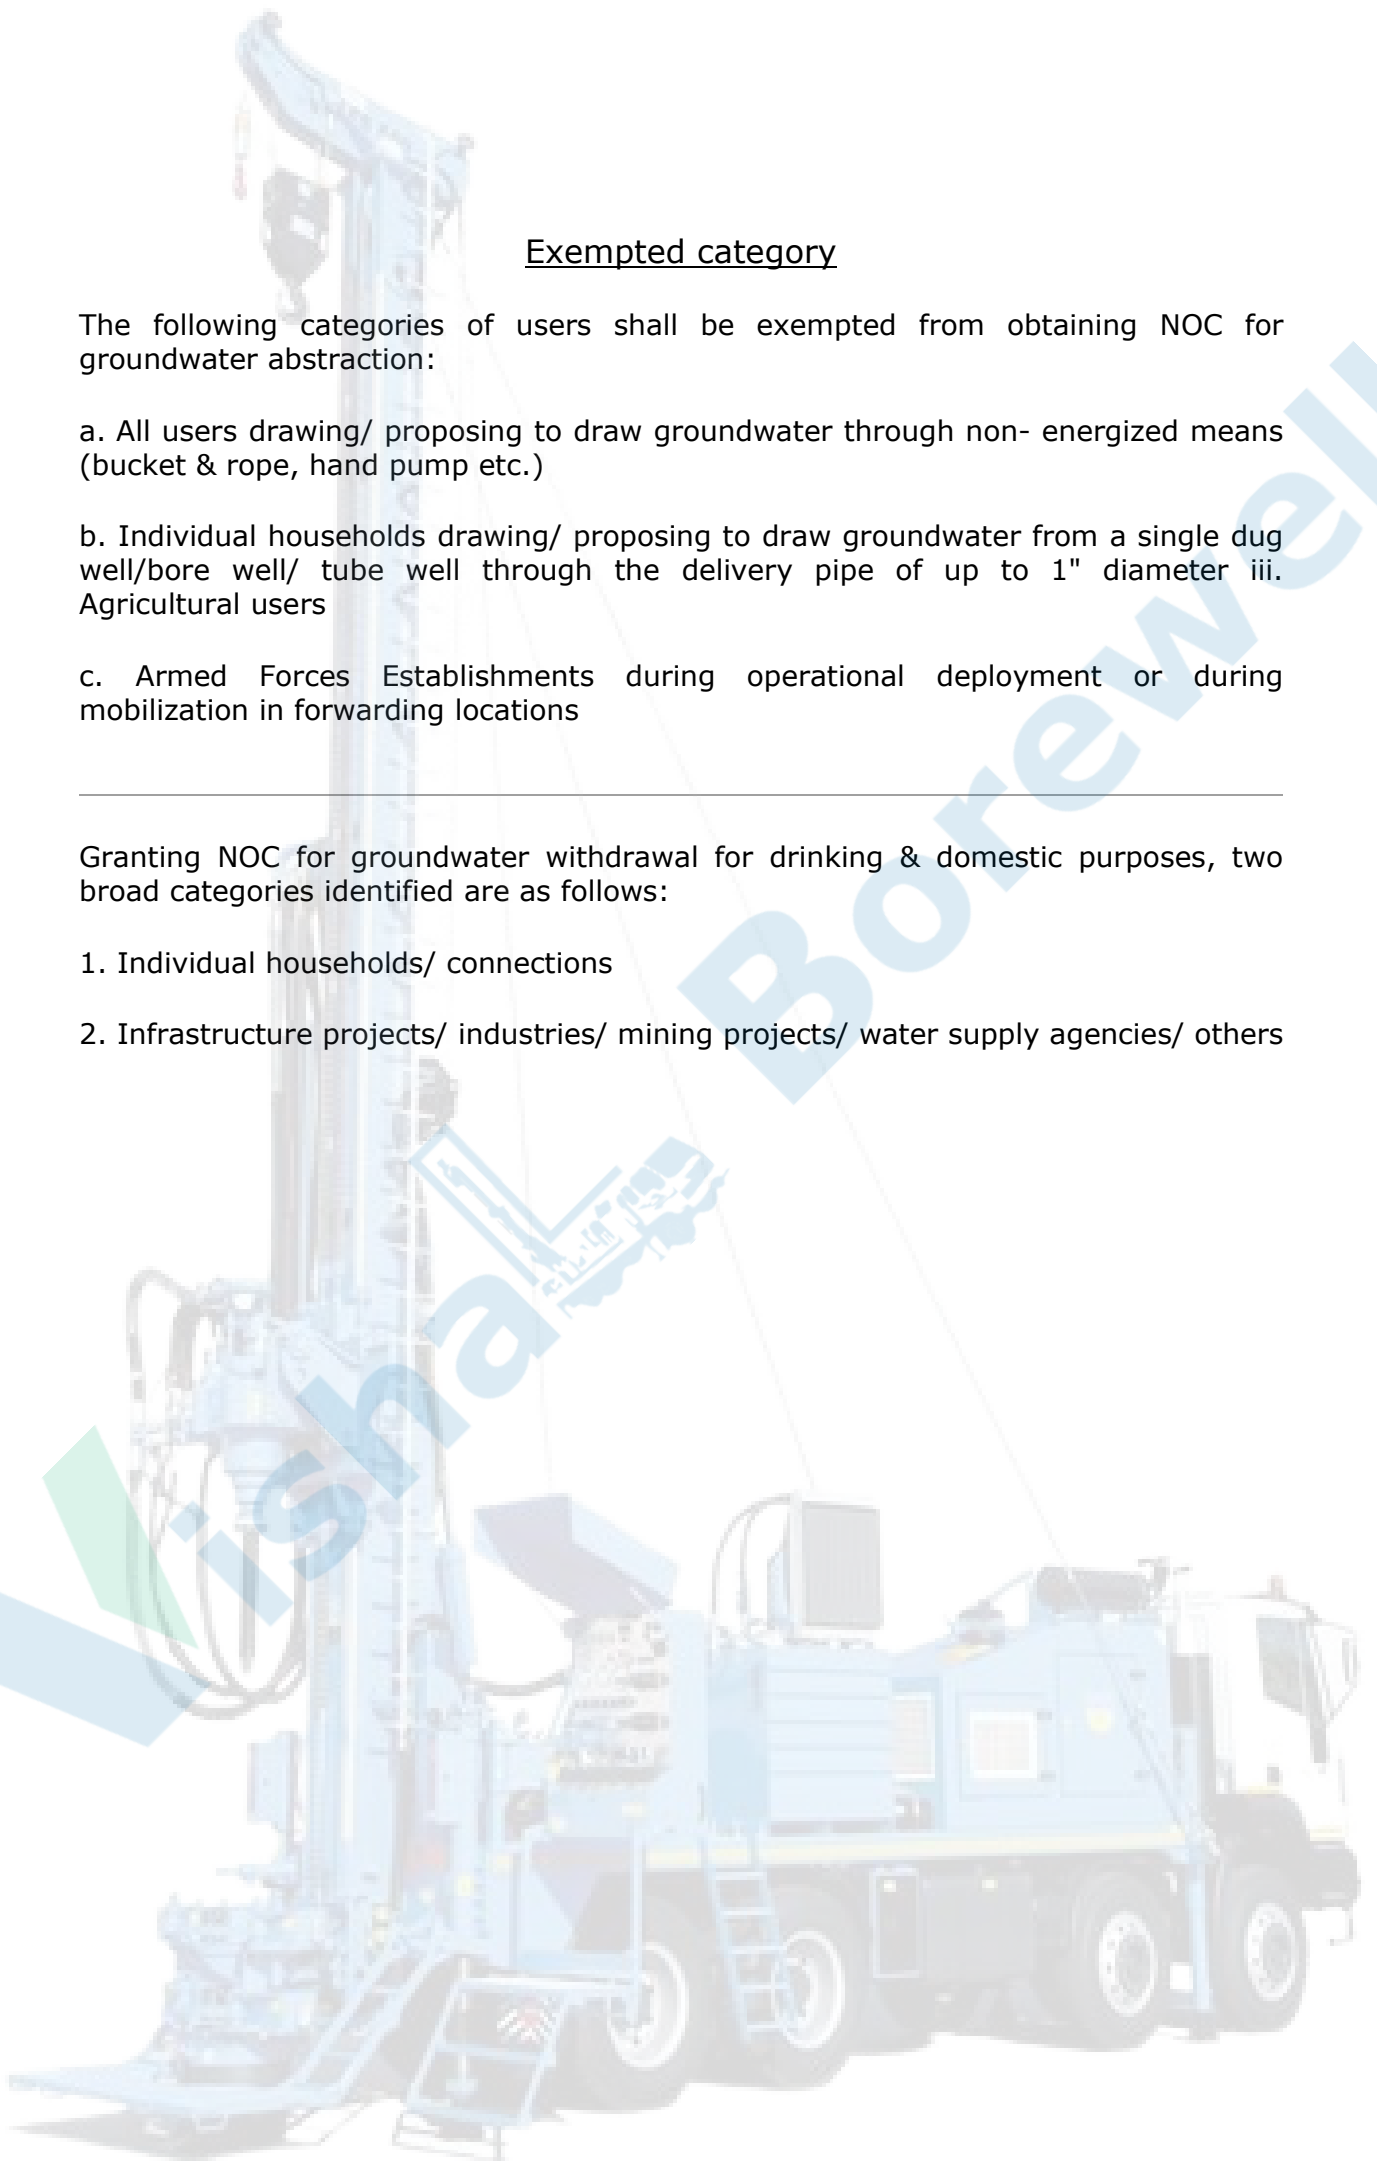 Exempted category
The following categories of users shall be exempted from obtaining NOC for
groundwater abstraction:
a. All users drawing/ proposing to draw groundwater through non- energized means
(bucket & rope, hand pump etc.)
b. Individual households drawing/ proposing to draw groundwater from a single dug
well/bore well/ tube well through the delivery pipe of up to 1" diameter iii.
Agricultural users
c. Armed Forces Establishments during operational deployment or during
mobilization in forwarding locations
Granting NOC for groundwater withdrawal for drinking & domestic purposes, two
broad categories identified are as follows:
1. Individual households/ connections
2. Infrastructure projects/ industries/ mining projects/ water supply agencies/ others
Vishal Borewell